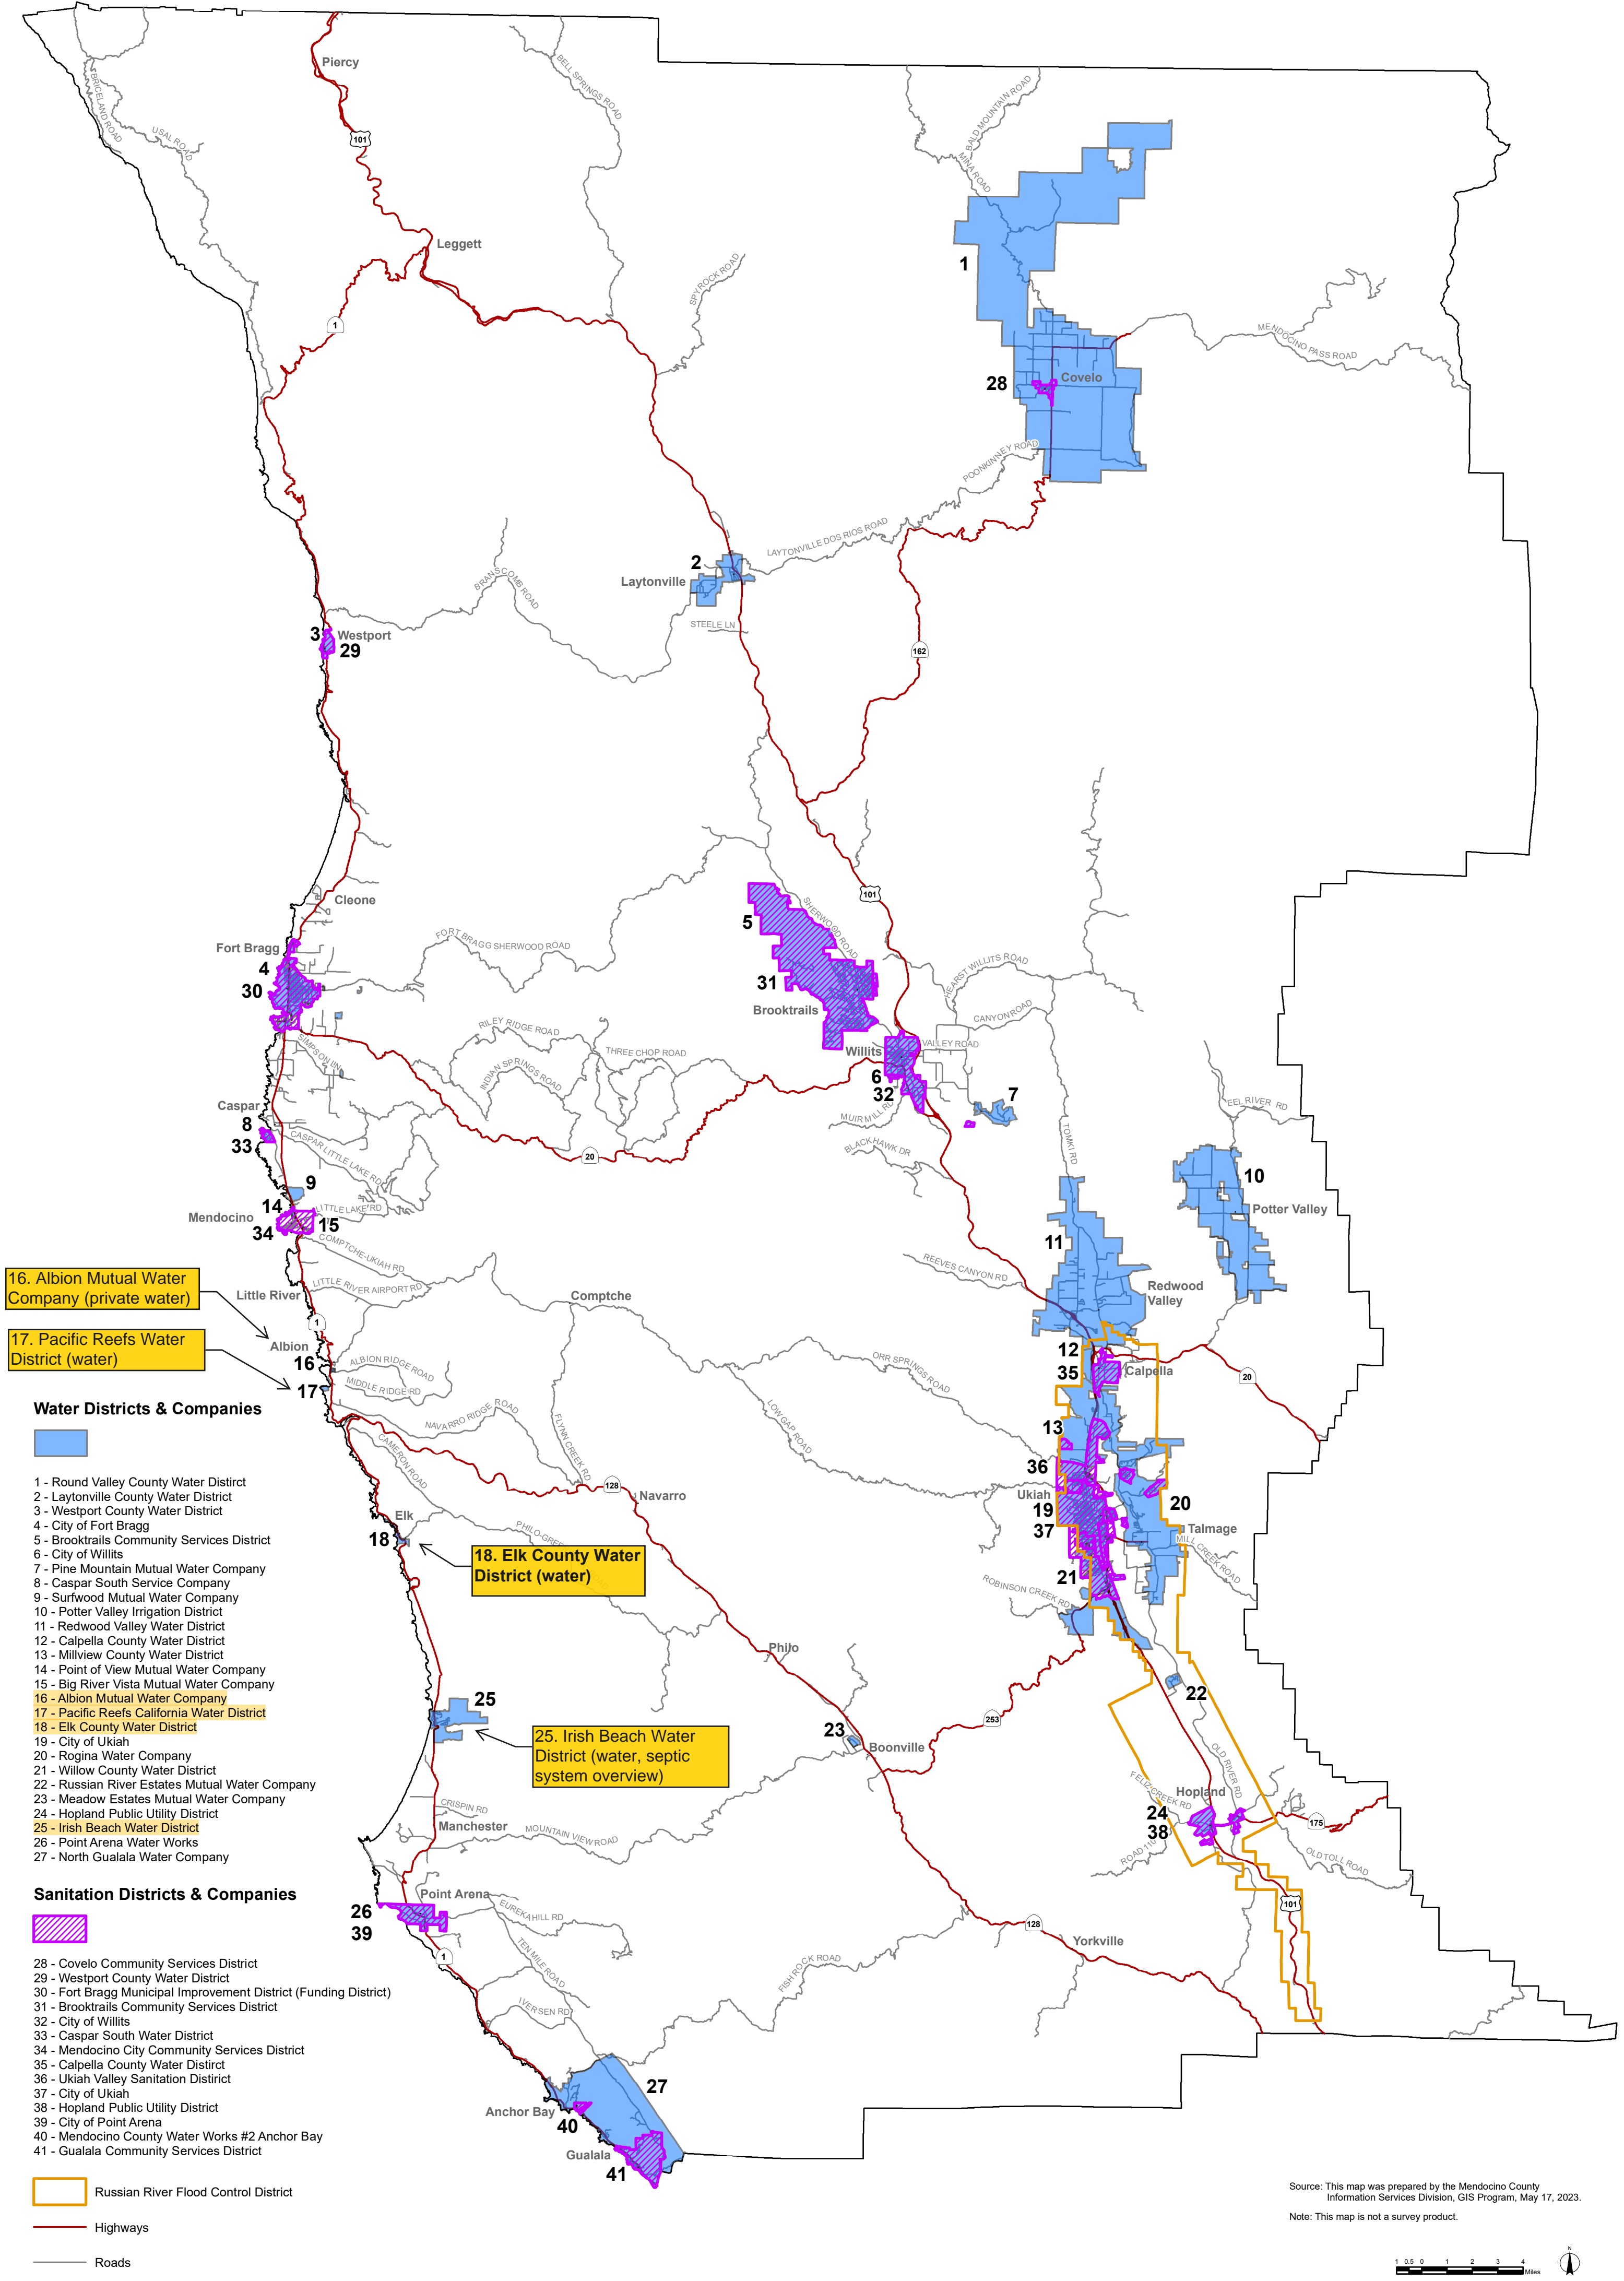 Piercy
BELL SPRINGS ROAD
BRICELAND ROAD
USAL ROAD
BALD MOUNTAIN ROAD
MINA ROAD
101
Leggett
1
SPYROCK ROAD
1
MENDOCINO PASS ROAD
28
Covelo
POONKINNEY ROAD
LAYTONVILLE DOS RIOS ROAD
2
Laytonville
BRANSCOMB ROAD
STEELE LN
3
Westport
29
162
101
Cleone
Fort Bragg
4
30
FORT BRAGG SHERWOOD ROAD
5
SHERWOOD ROAD
31
Brooktrails
HEARST WILLITS ROAD
CANYON ROAD
VALLEY ROAD
Willits
6
32
7
MUIR MILL RD
BLACK HAWK DR
RILEY RIDGE ROAD
THREE CHOP ROAD
INDIAN SPRINGS ROAD
SIMPSON LN
20
TOMKI RD
EEL RIVER RD
Caspar
8
33
CASPAR LITTLE LAKE RD
9
14
LITTLE LAKE RD
Mendocino
15
34
COMPTCHE-UKIAH RD
10
Potter Valley
11
REEVES CANYON RD
Redwood
Valley
16. Albion Mutual Water
Company (private water)
LITTLE RIVER AIRPORT RD
Little River
Comptche
1
17. Pacific Reefs Water
District (water)
Albion
16
ALBION RIDGE ROAD
17
MIDDLE RIDGE RD
ORR SPRINGS ROAD
12
35
Calpella
20
NAVARRO RIDGE ROAD
FLYNN CREEK RD
LOW GAP ROAD
CAMERON ROAD
13
36
Ukiah
19
37
20
Talmage
MILL CREEK ROAD
128
Navarro
Elk
18
PHILO-GREE
18. Elk County Water
District (water)
21
ROBINSON CREEK RD
Philo
22
25
25. Irish Beach Water
District (water, septic
system overview)
23
Boonville
253
OLD RIVER RD
FELIZ CREEK RD
Hopland
24
38
175
ROAD 110
OLD TOLL ROAD
CRISPIN RD
Manchester
MOUNTAIN VIEW ROAD
Point Arena
26
39
EUREKA HILL RD
TEN MILE ROAD
1
101
128
Yorkville
FISH ROCK ROAD
IVERSEN RD
27
Anchor Bay
40
Gualala
41
Water Districts & Companies
1 - Round Valley County Water Distirct
2 - Laytonville County Water District
3 - Westport County Water District
4 - City of Fort Bragg
5 - Brooktrails Community Services District
6 - City of Willits
7 - Pine Mountain Mutual Water Company
8 - Caspar South Service Company
9 - Surfwood Mutual Water Company
10 - Potter Valley Irrigation District
11 - Redwood Valley Water District
12 - Calpella County Water District
13 - Millview County Water District
14 - Point of View Mutual Water Company
15 - Big River Vista Mutual Water Company
16 - Albion Mutual Water Company
17 - Pacific Reefs California Water District
18 - Elk County Water District
19 - City of Ukiah
20 - Rogina Water Company
21 - Willow County Water District
22 - Russian River Estates Mutual Water Company
23 - Meadow Estates Mutual Water Company
24 - Hopland Public Utility District
25 - Irish Beach Water District
26 - Point Arena Water Works
27 - North Gualala Water Company
Sanitation Districts & Companies
28 - Covelo Community Services District
29 - Westport County Water District
30 - Fort Bragg Municipal Improvement District (Funding District)
31 - Brooktrails Community Services District
32 - City of Willits
33 - Caspar South Water District
34 - Mendocino City Community Services District
35 - Calpella County Water Distirct
36 - Ukiah Valley Sanitation Distirict
37 - City of Ukiah
38 - Hopland Public Utility District
39 - City of Point Arena
40 - Mendocino County Water Works #2 Anchor Bay
41 - Gualala Community Services District
Russian River Flood Control District
Highways
Roads
Source: This map was prepared by the Mendocino County
Information Services Division, GIS Program, May 17, 2023.
Note: This map is not a survey product.
1 0.5 0 1 2 3 4
Miles
N